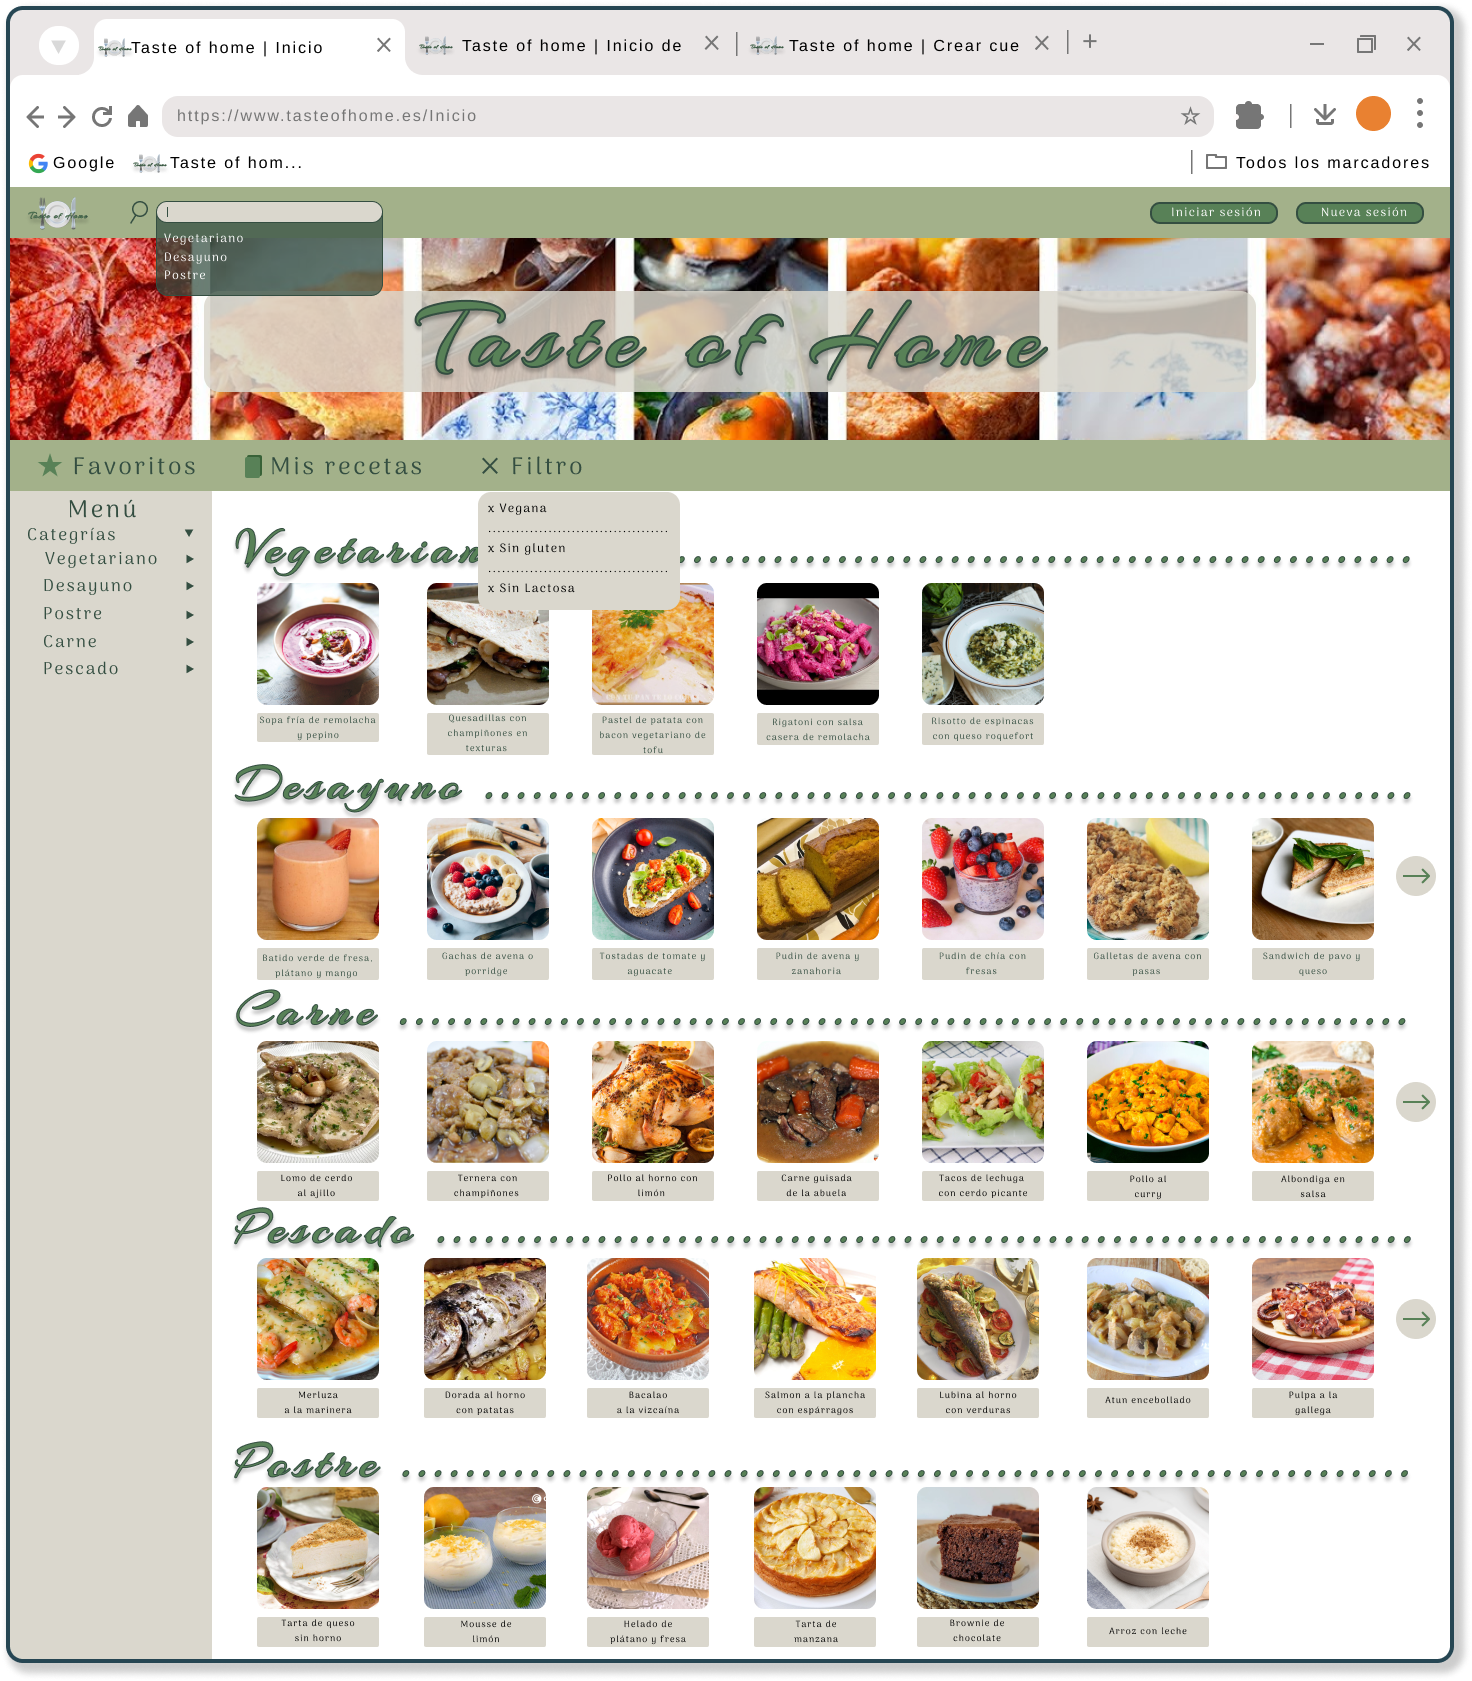 Taste of home | Inicio
Taste of home | Inicio de
Taste of home | Crear cue
https://www.tasteofhome.es/Inicio
Google
Taste of hom...
Todos los marcadores
Taste of Home
Iniciar sesión
Nueva sesión
Vegetariano
Desayuno
Postre
Taste of Home
Favoritos
Mis recetas
Filtro
x Vegana
x Sin gluten
x Sin Lactosa
Menú
Categrías
Vegetariano
Desayuno
Postre
Carne
Pescado
Vegetarian
Sopa fría de remolacha
y pepino
Quesadillas con
champiñones en
texturas
Pastel de patata con
bacon vegetariano de
tofu
Rigatoni con salsa
casera de remolacha
Risotto de espinacas
con queso roquefort
Desayuno
Batido verde de fresa,
plátano y mango
Gachas de avena o
porridge
Tostadas de tomate y
aguacate
Pudin de avena y
zanahoria
Pudin de chía con
fresas
Galletas de avena con
pasas
Sandwich de pavo y
queso
Carne
Lomo de cerdo
al ajillo
Ternera con
champiñones
Pollo al horno con
limón
Carne guisada
de la abuela
Tacos de lechuga
con cerdo picante
Pollo al
curry
Albondiga en
salsa
Pescado
Merluza
a la marinera
Dorada al horno
con patatas
Bacalao
a la vizcaína
Salmon a la plancha
con espárragos
Lubina al horno
con verduras
Atun encebollado
Pulpa a la
gallega
Postre
Tarta de queso
sin horno
Mousse de
limón
Helado de
plátano y fresa
Tarta de
manzana
Brownie de
chocolate
Arroz con leche